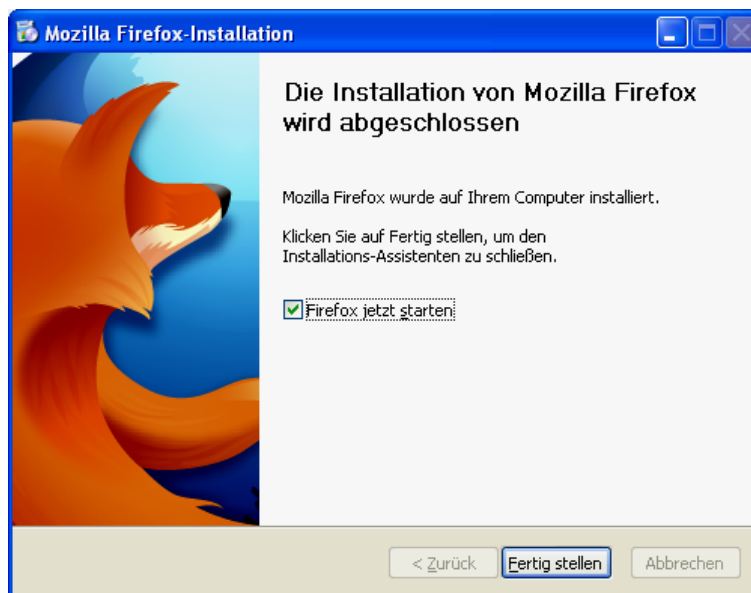 Mozilla Firefox-Installation
Die Installation von Mozilla Firefox
wird abgeschlossen
Mozilla Firefox wurde auf Ihrem Computer installiert.
Klicken Sie auf Fertig stellen, um den
Installations-Assistenten zu schließen.
Firefox jetzt starten
< Zurück
Fertig stellen
Abbrechen